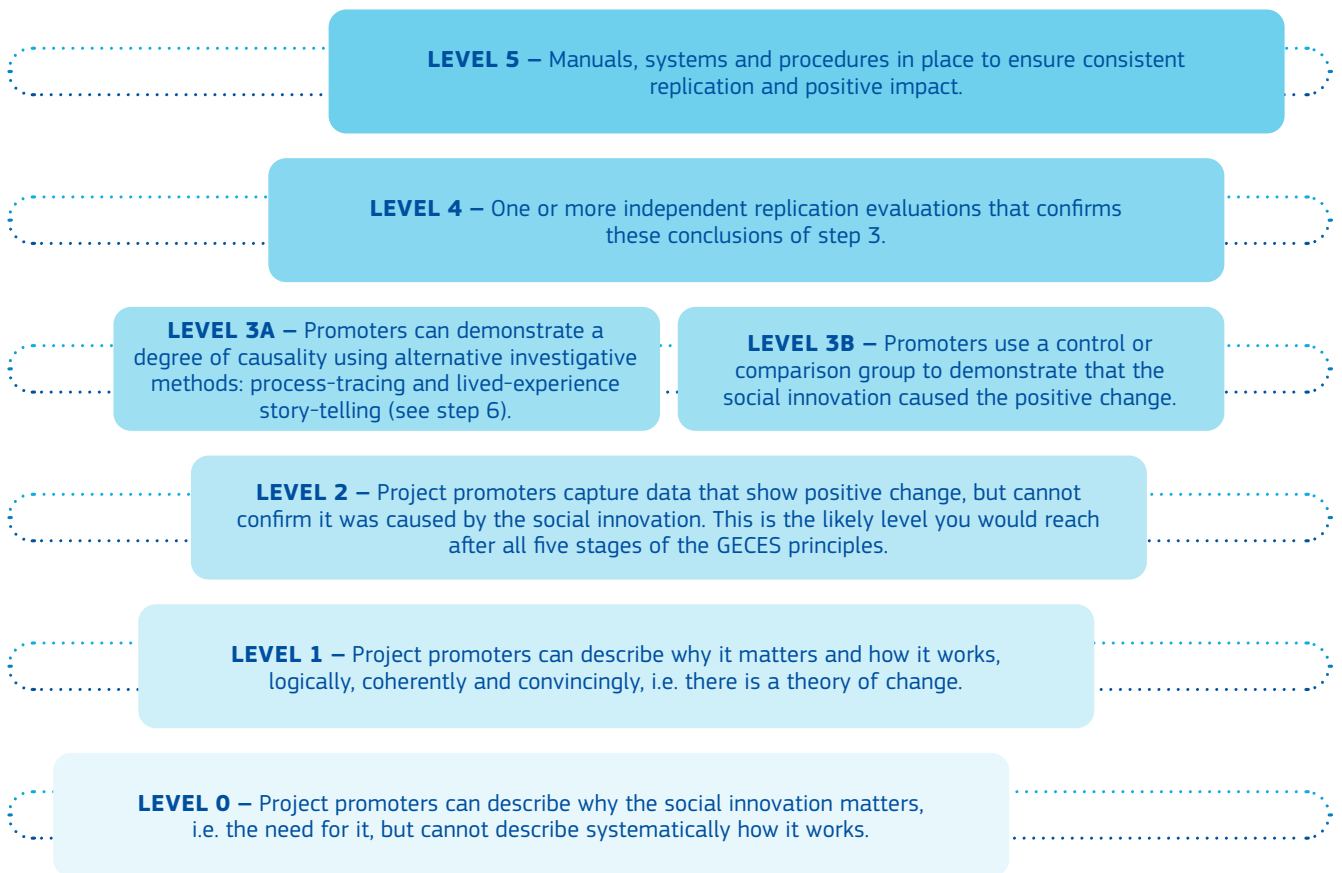 LEVEL 5 – Manuals, systems and procedures in place to ensure consistent
replication and positive impact.
LEVEL 4 – One or more independent replication evaluations that confirms
these conclusions of step 3.
LEVEL 3A – Promoters can demonstrate a
degree of causality using alternative investigative
methods: process-tracing and lived-experience
story-telling (see step 6).
LEVEL 3B – Promoters use a control or
comparison group to demonstrate that the
social innovation caused the positive change.
LEVEL 2 – Project promoters capture data that show positive change, but cannot
confirm it was caused by the social innovation. This is the likely level you would reach
after all five stages of the GECES principles.
LEVEL 1 – Project promoters can describe why it matters and how it works,
logically, coherently and convincingly, i.e. there is a theory of change.
LEVEL 0 – Project promoters can describe why the social innovation matters,
i.e. the need for it, but cannot describe systematically how it works.